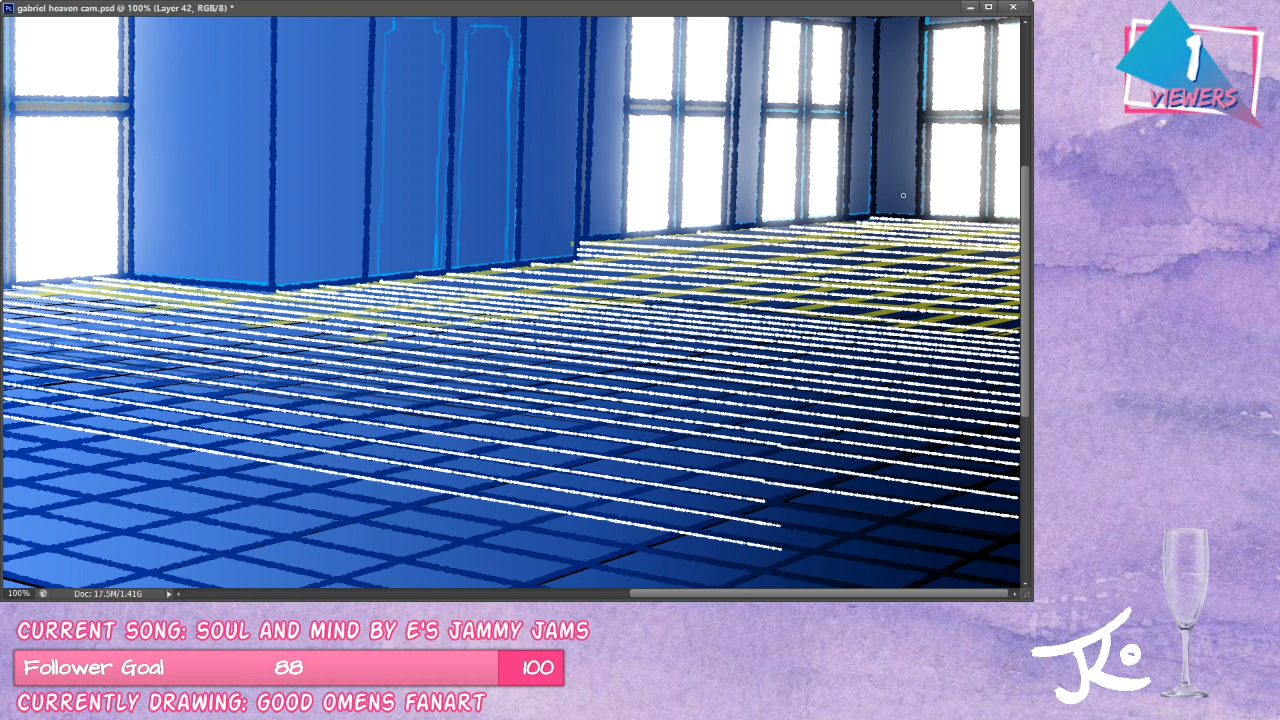 gabriel heaven cam.psd @ 100% (Layer 42, RGB/8) *
1
VIEWERS
100%
Doc: 17.5M/1.41G
CURRENT SONG: SOUL AND MIND BY E'S JAMMY JAMS
Follower Goal 88 100
CURRENTLY DRAWING: GOOD OMENS FANART